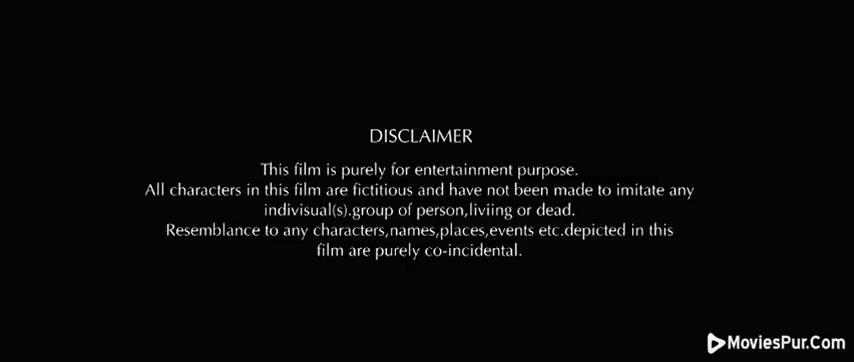 DISCLAIMER
This film is purely for entertainment purpose.
All characters in this film are fictitious and have not been made to imitate any
indivisual(s).group of person,liviing or dead.
Resemblance to any characters,names,places,events etc.depicted in this
film are purely co-incidental.
MoviesPur.Com